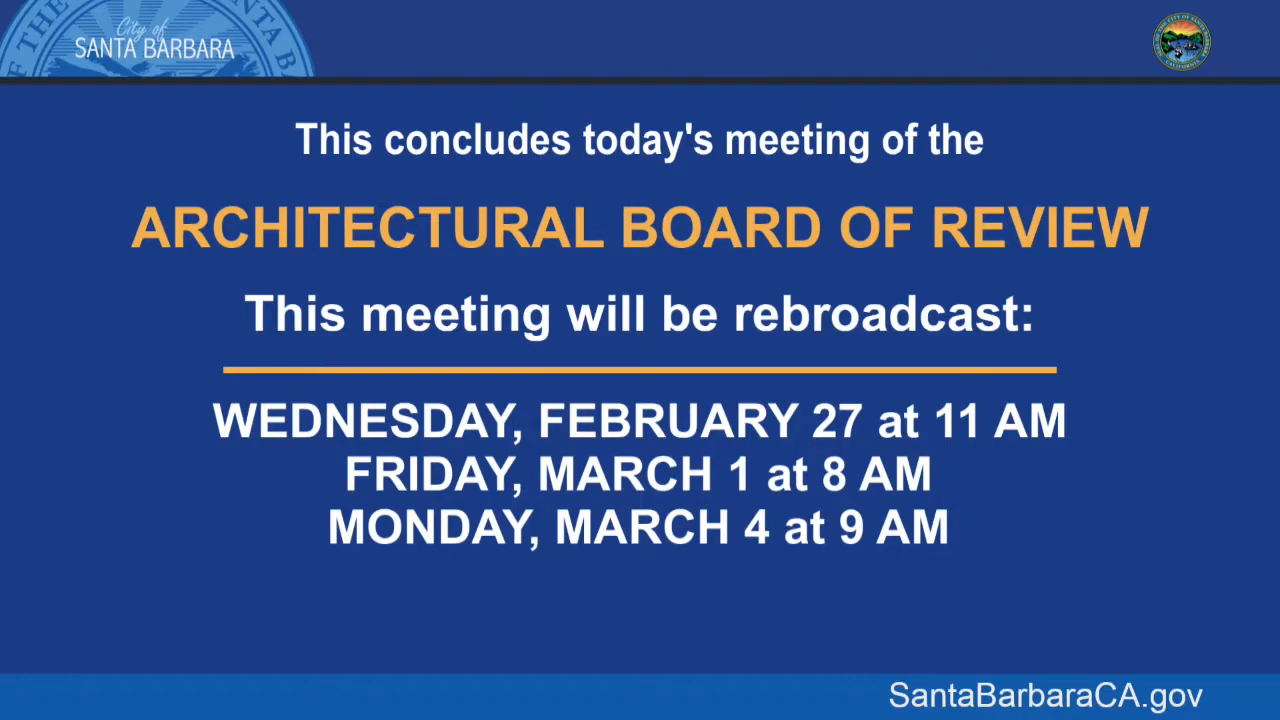 City of
SANTA BARBARA
This concludes today's meeting of the
ARCHITECTURAL BOARD OF REVIEW
This meeting will be rebroadcast:
WEDNESDAY, FEBRUARY 27 at 11 AM
FRIDAY, MARCH 1 at 8 AM
MONDAY, MARCH 4 at 9 AM
SantaBarbaraCA.gov